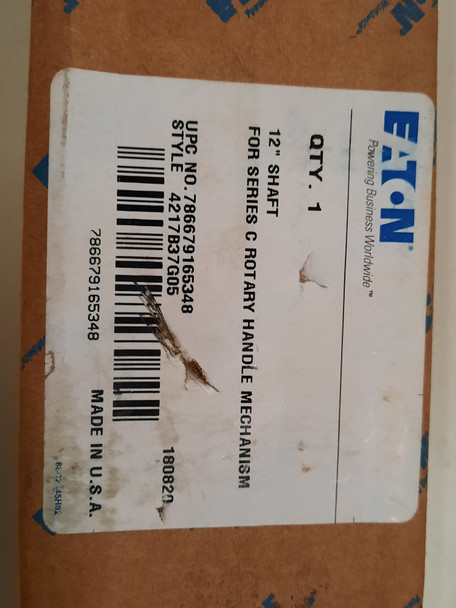 EATON
Powering Business Worldwide™
QTY. 1
12" SHAFT
FOR SERIES C ROTARY HANDLE MECHANISM
UPC NO. 786679165348
STYLE 4217B37G05
180820
786679165348
MADE IN U.S.A.